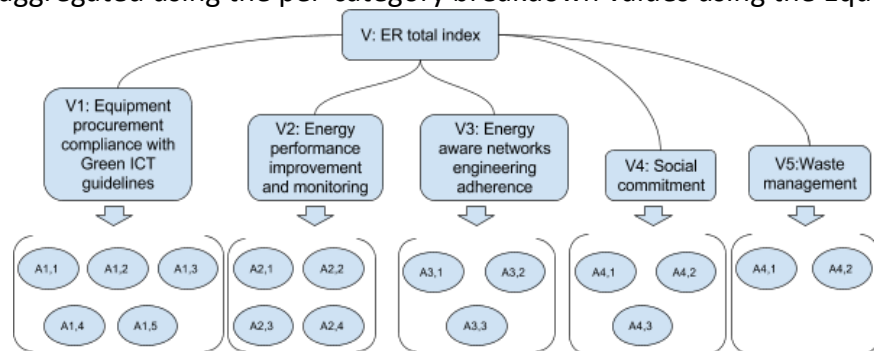 aggregated using the per-category breakdown values using the Equ
V: ER total index
V1: Equipment
procurement
compliance with
Green ICT
guidelines
V2: Energy
performance
improvement
and monitoring
V3: Energy
aware networks
engineering
adherence
V4: Social
commitment
V5:Waste
management
A1,1 A1,2 A1,3
A1,4 A1,5
A2,1 A2,2
A2,3 A2,4
A3,1 A3,2
A3,3
A4,1 A4,2
A4,3
A4,1 A4,2